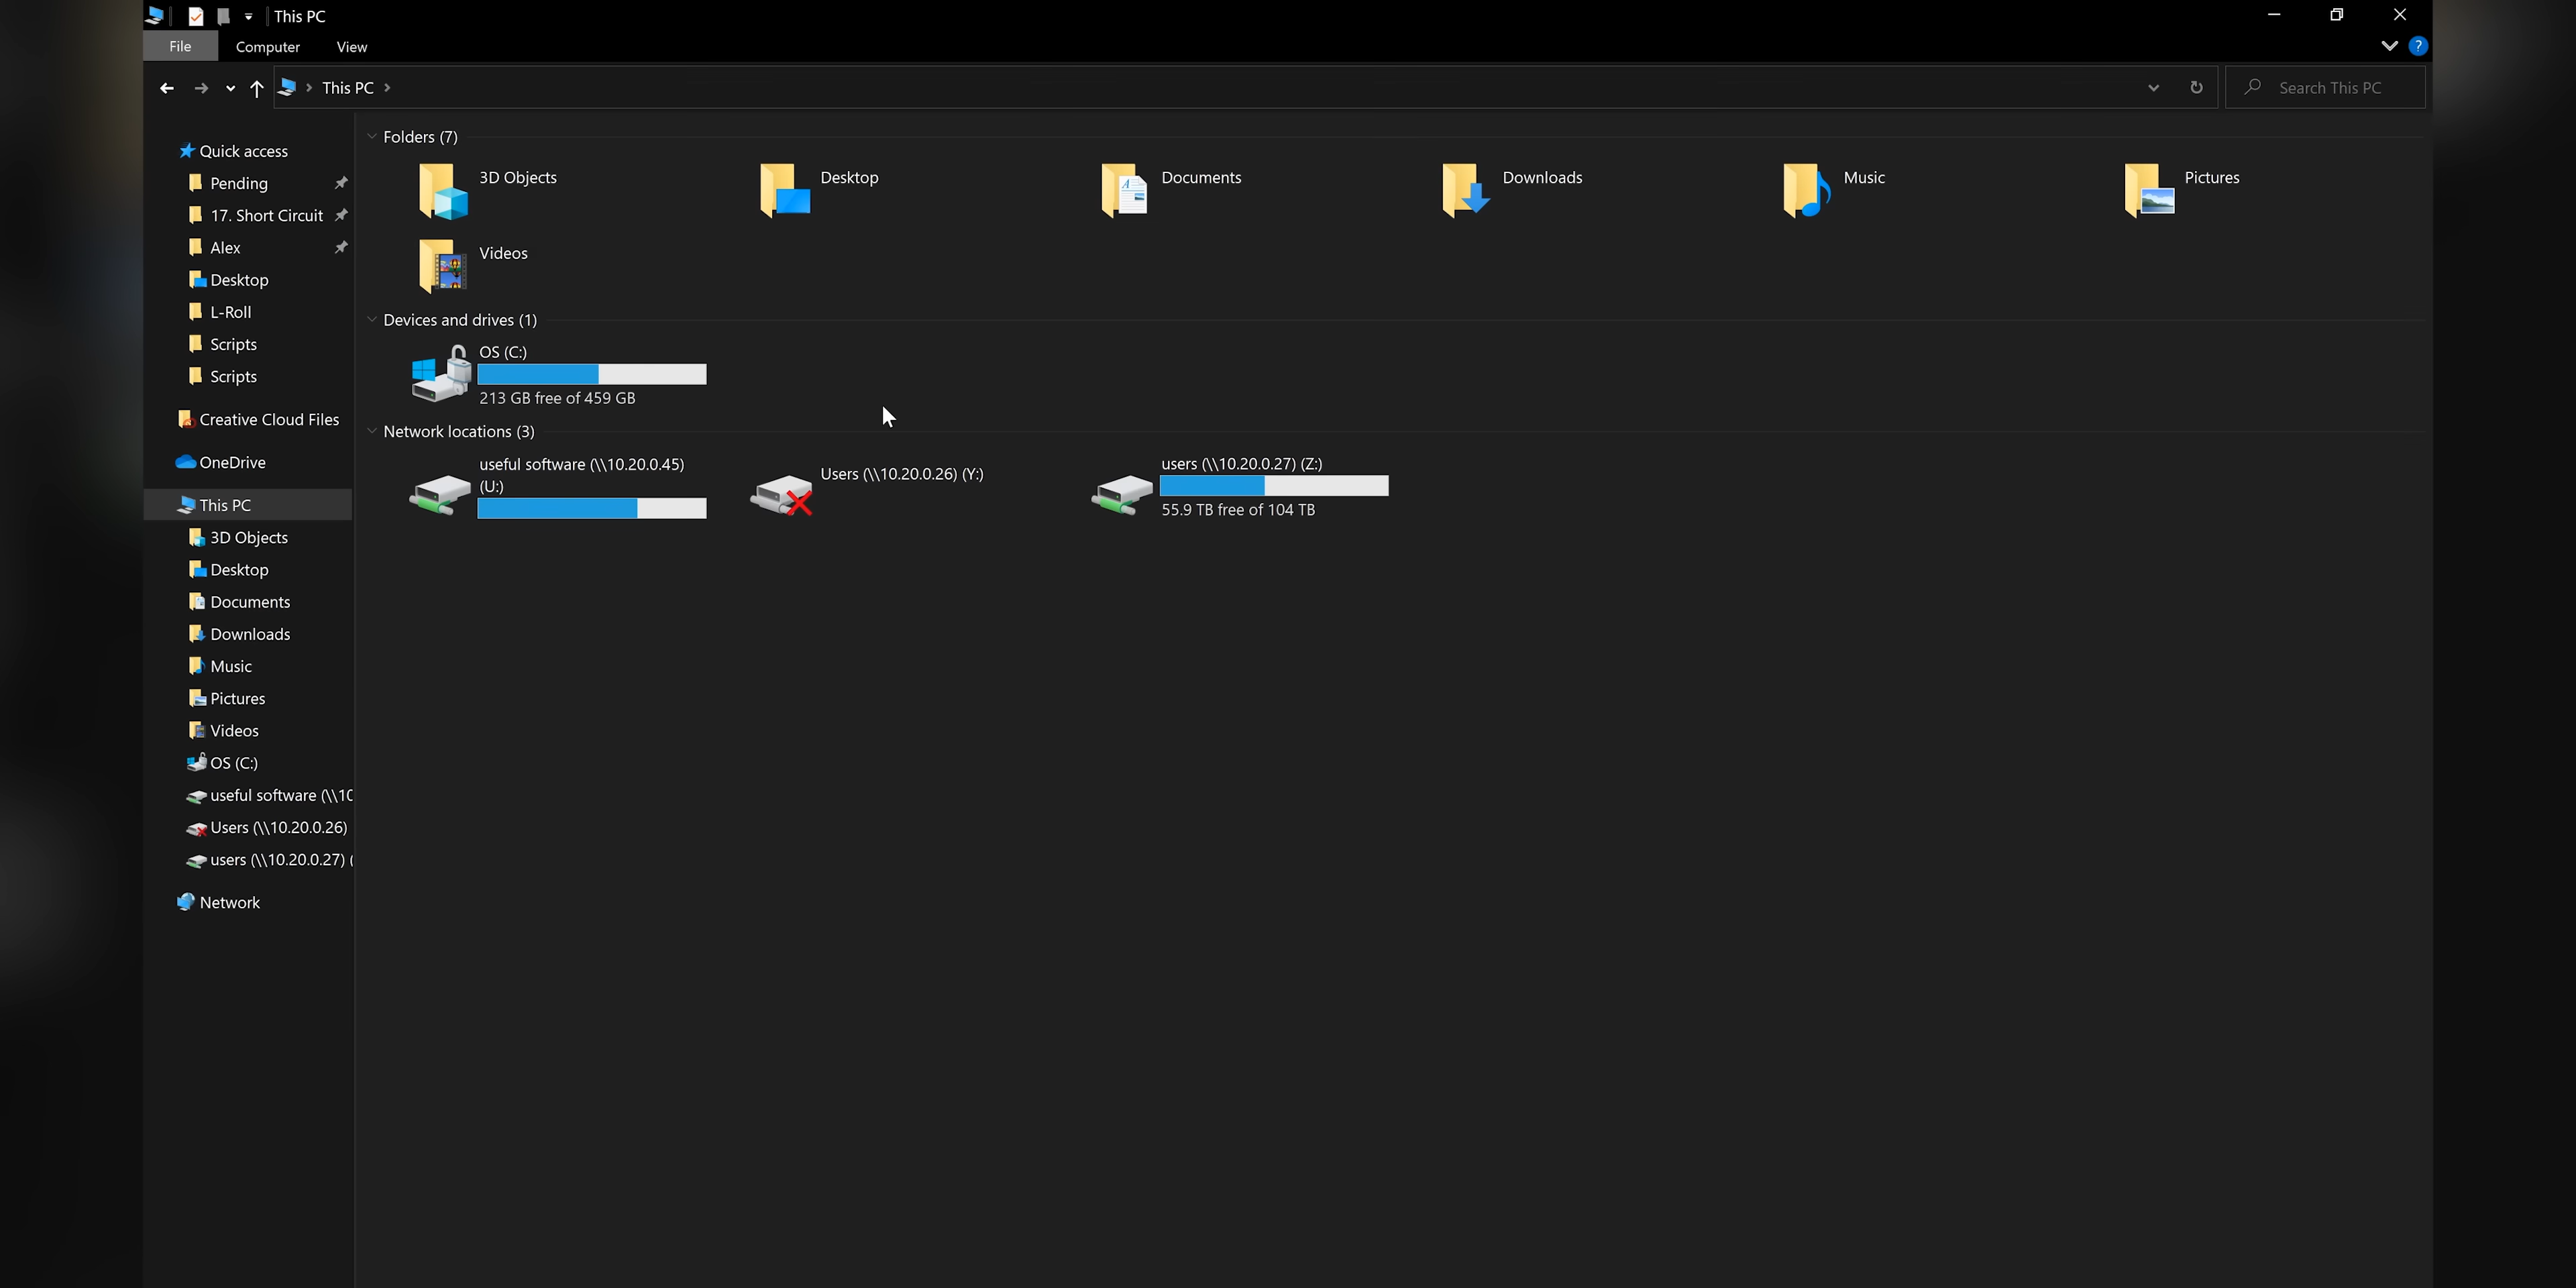 This PC
File
Computer
View
?
This PC
Search This PC
Quick access
Pending
17. Short Circuit
Alex
Desktop
L-Roll
Scripts
Scripts
Creative Cloud Files
OneDrive
This PC
3D Objects
Desktop
Documents
Downloads
Music
Pictures
Videos
OS (C:)
useful software (\\10
Users (\\10.20.0.26)
users (\\10.20.0.27) (
Network
Folders (7)
3D Objects
Desktop
Documents
Downloads
Music
Pictures
Videos
Devices and drives (1)
OS (C:)
213 GB free of 459 GB
Network locations (3)
useful software (\\10.20.0.45)
(U:)
Users (\\10.20.0.26) (Y:)
users (\\10.20.0.27) (Z:)
55.9 TB free of 104 TB